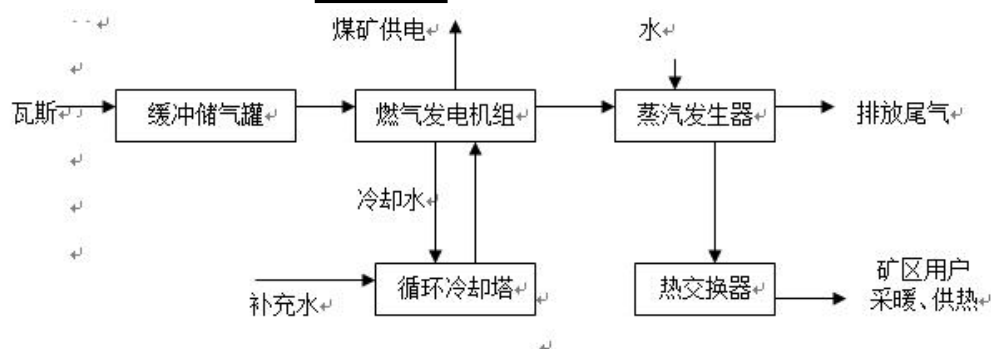 煤矿供电
水
瓦斯
缓冲储气罐
燃气发电机组
蒸汽发生器
排放尾气
冷却水
补充水
循环冷却塔
热交换器
矿区用户
采暖、供热